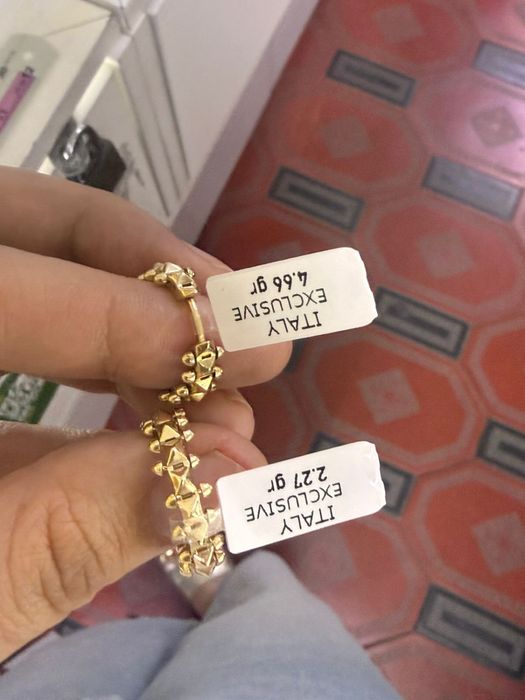 ITALY
EXCLUSIVE
4.66 gr
ITALY
EXCLUSIVE
2.27 gr